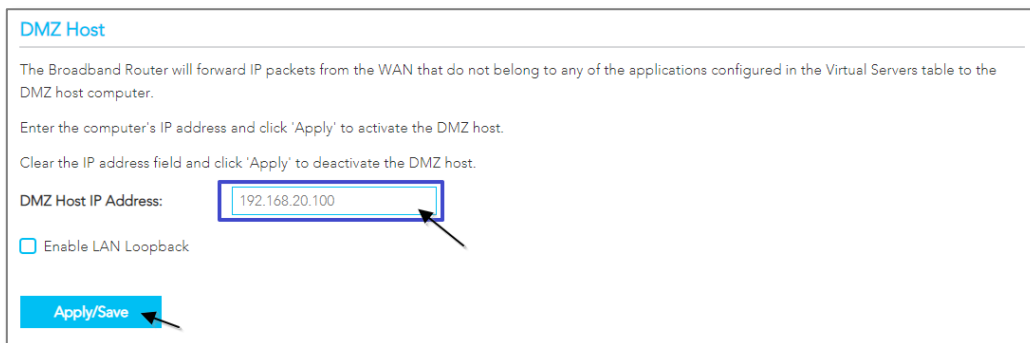 DMZ Host
The Broadband Router will forward IP packets from the WAN that do not belong to any of the applications configured in the Virtual Servers table to the
DMZ host computer.
Enter the computer's IP address and click 'Apply' to activate the DMZ host.
Clear the IP address field and click 'Apply' to deactivate the DMZ host.
DMZ Host IP Address: 192.168.20.100
Enable LAN Loopback
Apply/Save